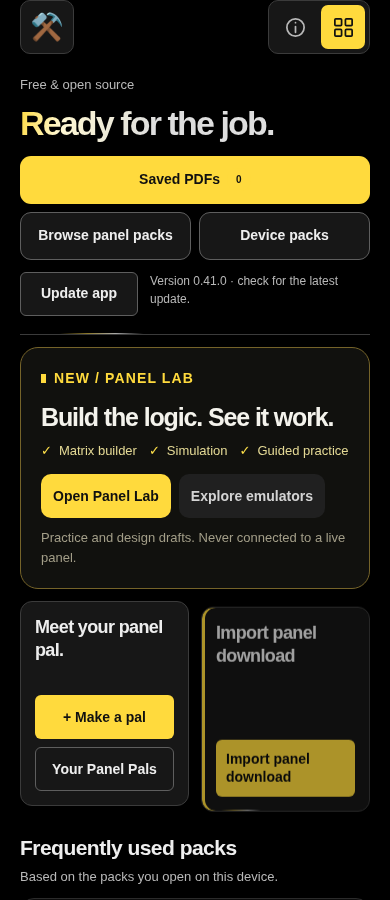 Free & open source
Ready for the job.
Saved PDFs 0
Browse panel packs
Device packs
Update app
Version 0.41.0 · check for the latest
update.
NEW / PANEL LAB
Build the logic. See it work.
✓ Matrix builder ✓ Simulation ✓ Guided practice
Open Panel Lab
Explore emulators
Practice and design drafts. Never connected to a live
panel.
Meet your panel
pal.
+ Make a pal
Your Panel Pals
Import panel
download
Import panel
download
Frequently used packs
Based on the packs you open on this device.